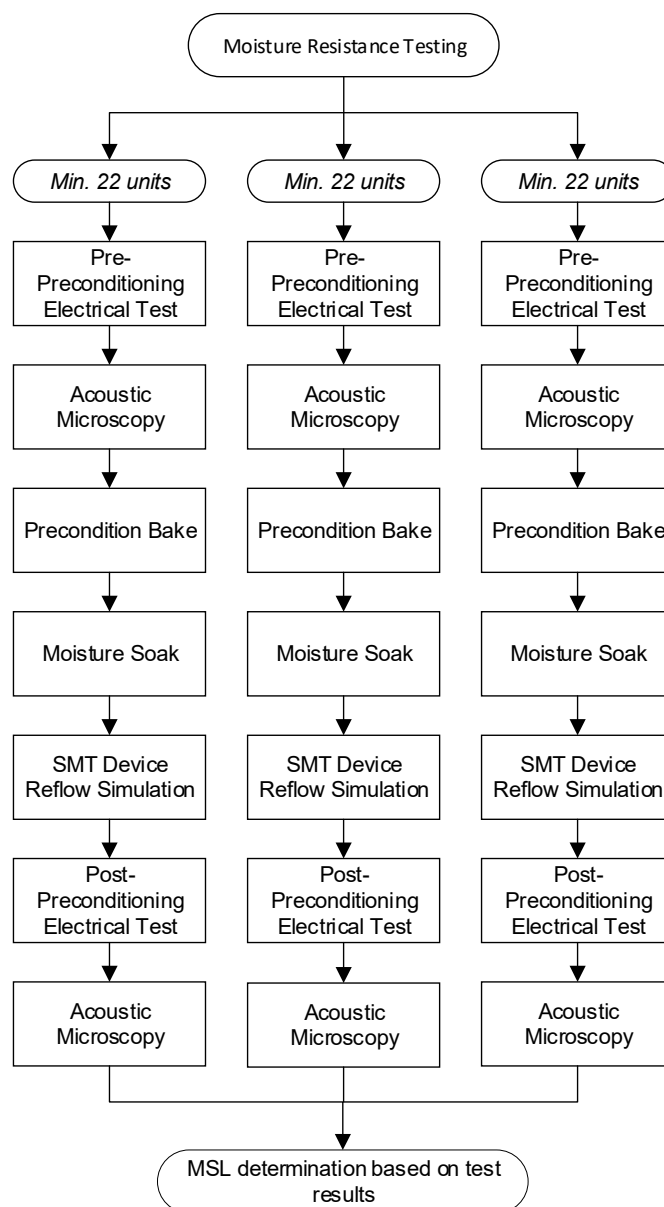 Moisture Resistance Testing
Min. 22 units
Min. 22 units
Min. 22 units
Pre-
Preconditioning
Electrical Test
Pre-
Preconditioning
Electrical Test
Pre-
Preconditioning
Electrical Test
Acoustic
Microscopy
Acoustic
Microscopy
Acoustic
Microscopy
Precondition Bake
Precondition Bake
Precondition Bake
Moisture Soak
Moisture Soak
Moisture Soak
SMT Device
Reflow Simulation
SMT Device
Reflow Simulation
SMT Device
Reflow Simulation
Post-
Preconditioning
Electrical Test
Post-
Preconditioning
Electrical Test
Post-
Preconditioning
Electrical Test
Acoustic
Microscopy
Acoustic
Microscopy
Acoustic
Microscopy
MSL determination based on test
results